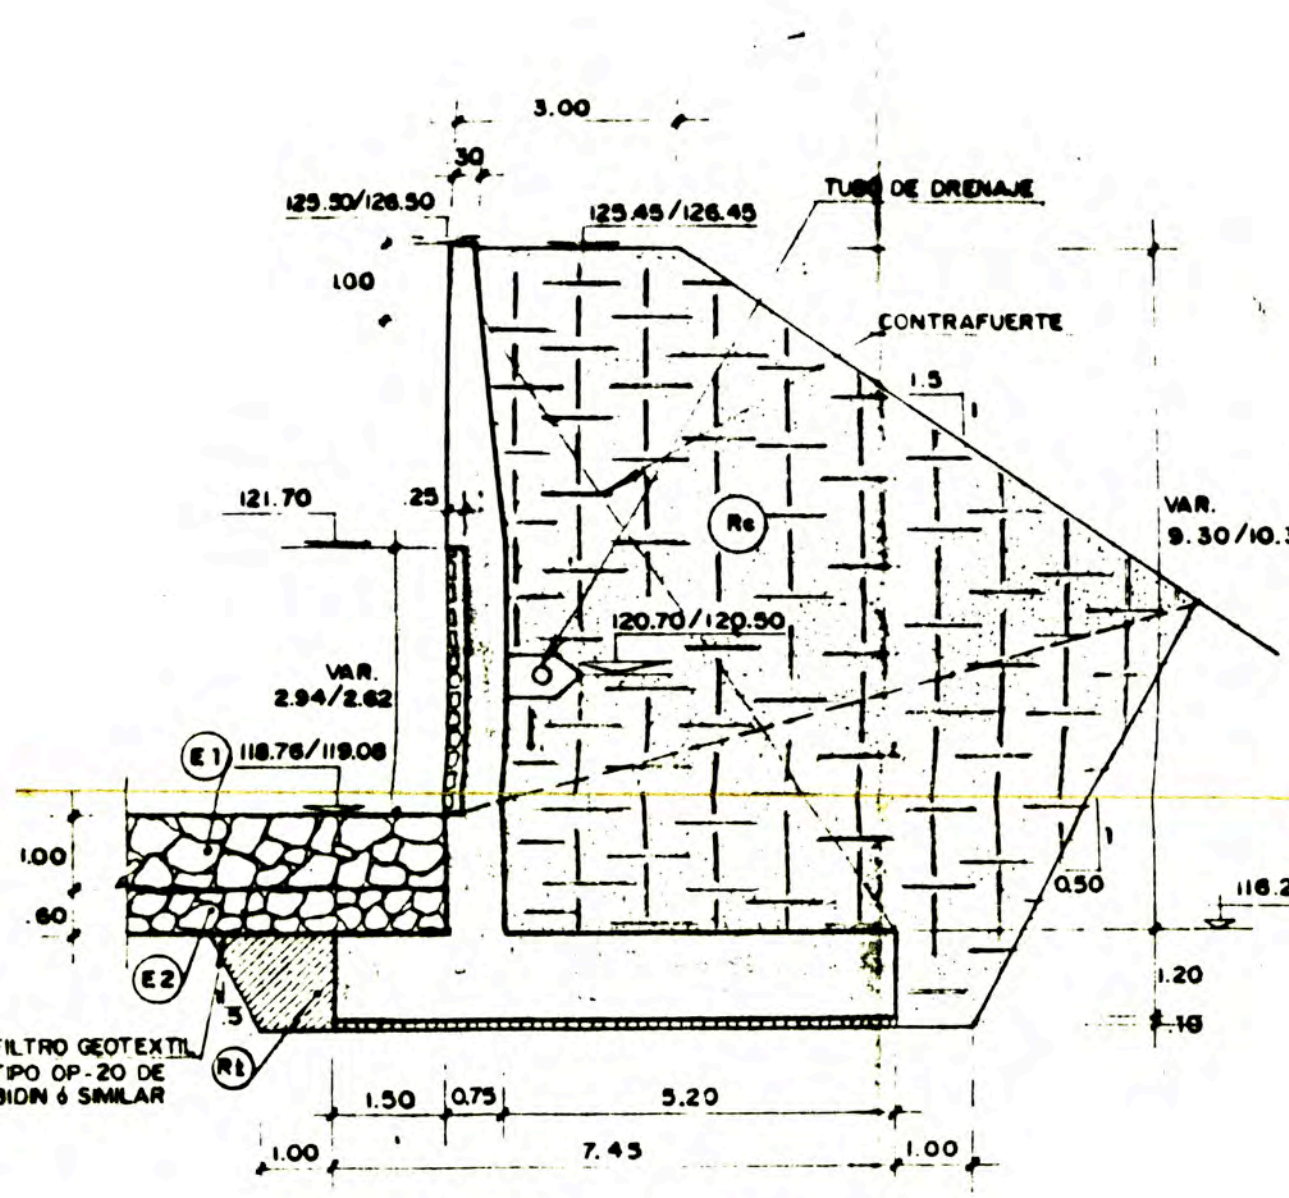 3.00
30
TUBO DE DRENAJE
125.50/126.50
125.45/126.45
1.00
CONTRAFUERTE
1.5
1
121.70
.25
Rc
VAR.
9.30/10.3
120.70/120.50
VAR.
2.94/2.62
E1
118.76/119.08
1.00
1
0.50
.60
116.2
E2
1.20
1
.5
.10
FILTRO GEOTEXTIL
TIPO OP-20 DE
BIDIN ó SIMILAR
Rt
1.50
0.75
5.20
1.00
7.45
1.00